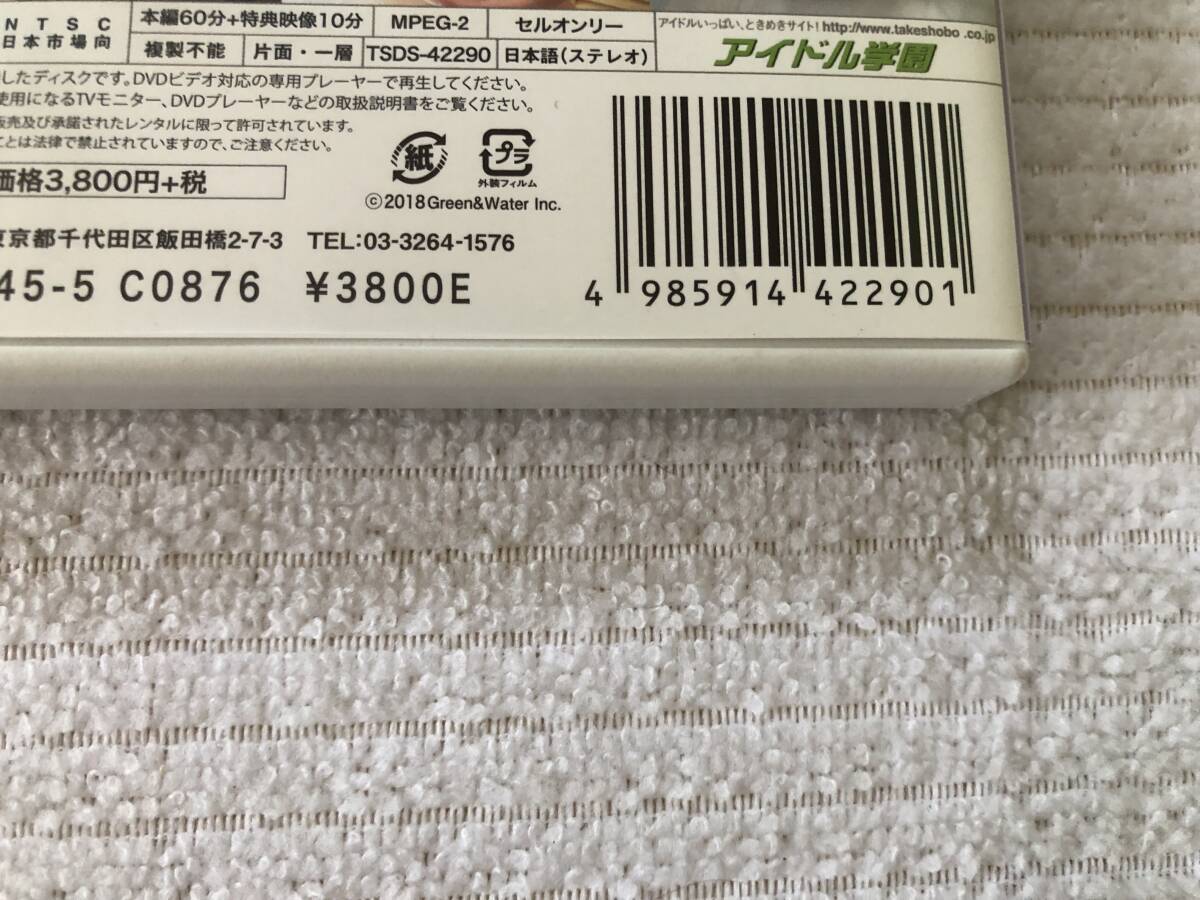 NTSC
日本市場向
本編60分+特典映像10分
MPEG-2
セルオンリー
複製不能
片面・一層
TSDS-42290
日本語(ステレオ)
アイドルいっぱい、ときめきサイト! http://www.takeshobo.co.jp
アイドル学園
したディスクです。DVDビデオ対応の専用プレーヤーで再生してください。
使用になるTVモニター、DVDプレーヤーなどの取扱説明書をご覧ください。
販売及び承諾されたレンタルに限って許可されています。
ことは法律で禁止されていますので、ご注意ください。
価格3,800円+税
紙
プラ
外装フィルム
©2018Green&Water Inc.
東京都千代田区飯田橋2-7-3 TEL:03-3264-1576
45-5 C0876 ¥3800E
4 985914 422901